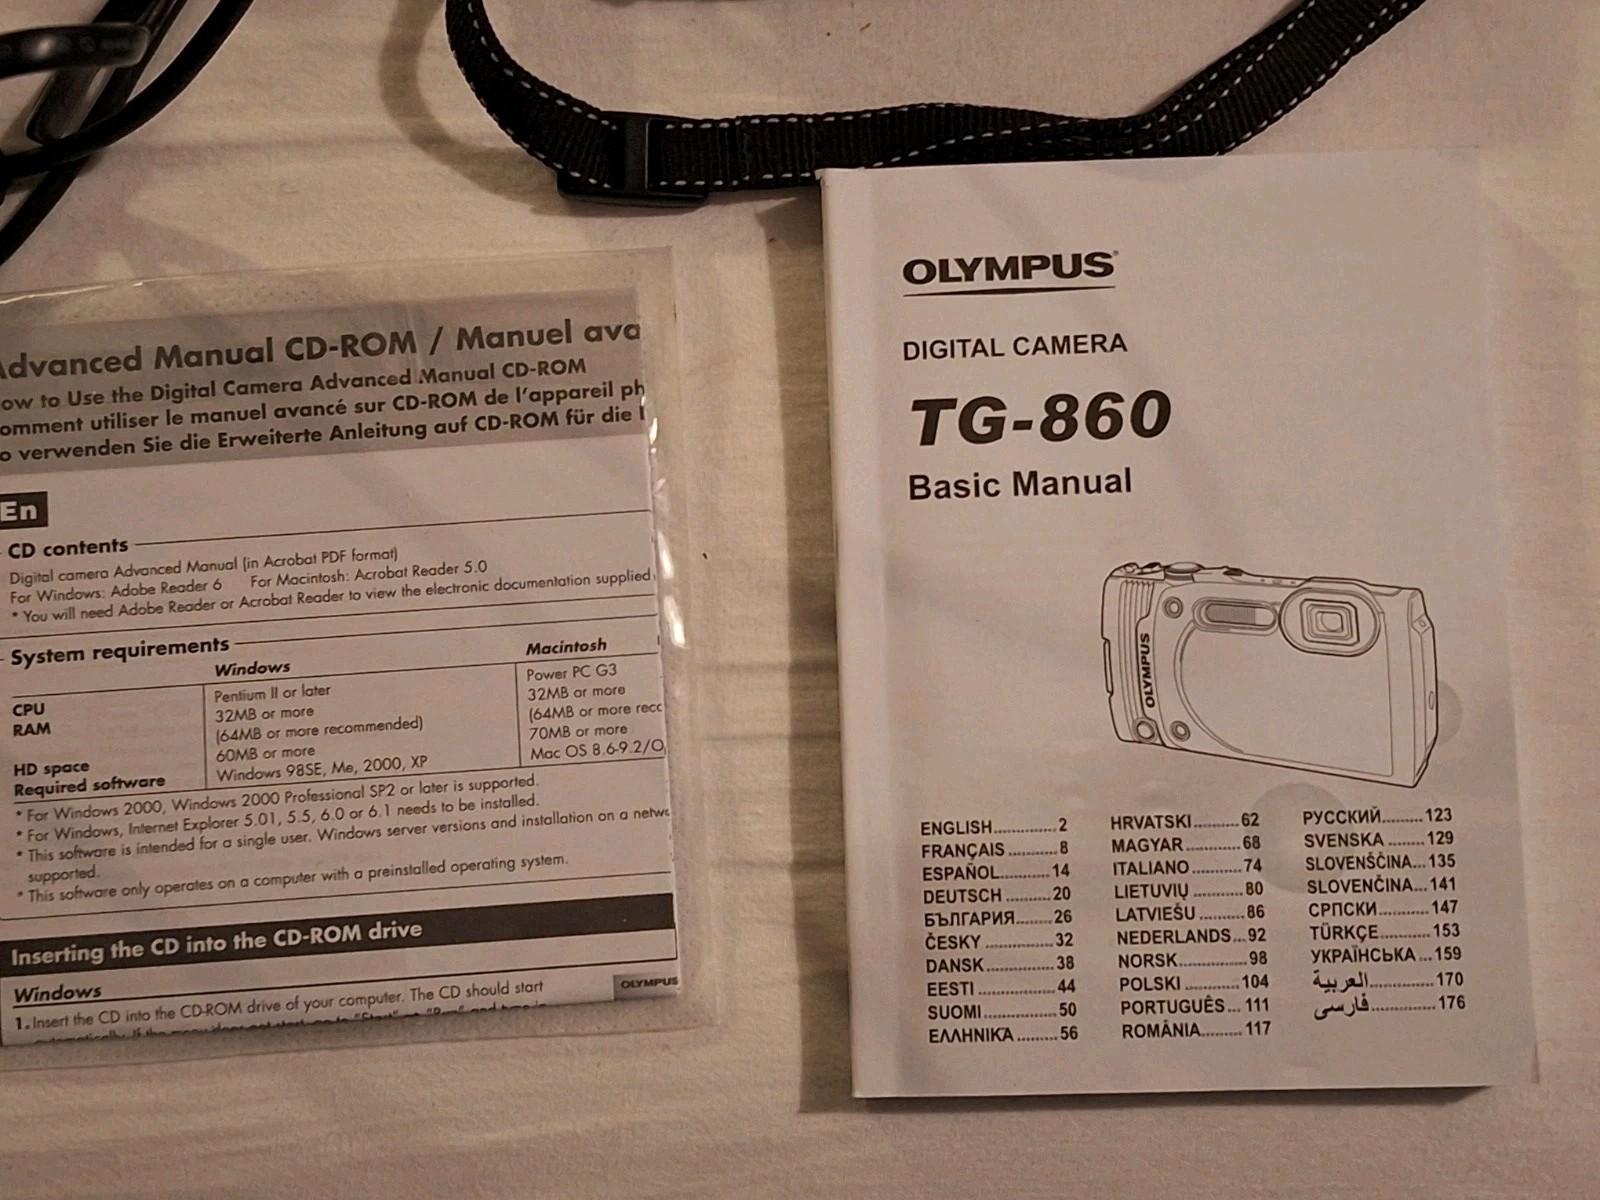 Advanced Manual CD-ROM / Manuel ava
ow to Use the Digital Camera Advanced Manual CD-ROM
omment utiliser le manuel avancé sur CD-ROM de l'appareil ph
o verwenden Sie die Erweiterte Anleitung auf CD-ROM für die
En
CD contents
Digital camera Advanced Manual (in Acrobat PDF format)
For Windows: Adobe Reader 6 For Macintosh: Acrobat Reader 5.0
* You will need Adobe Reader or Acrobat Reader to view the electronic documentation supplied
System requirements
Windows Macintosh
CPU Pentium II or later Power PC G3
RAM 32MB or more 32MB or more
(64MB or more recommended) (64MB or more rec
HD space 60MB or more 70MB or more
Required software Windows 98SE, Me, 2000, XP Mac OS 8.6-9.2/O
* For Windows 2000, Windows 2000 Professional SP2 or later is supported.
* For Windows, Internet Explorer 5.01, 5.5, 6.0 or 6.1 needs to be installed.
* This software is intended for a single user. Windows server versions and installation on a netw
supported.
* This software only operates on a computer with a preinstalled operating system.
Inserting the CD into the CD-ROM drive
Windows
1. Insert the CD into the CD-ROM drive of your computer. The CD should start
OLYMPUS
OLYMPUS
DIGITAL CAMERA
TG-860
Basic Manual
OLYMPUS
ENGLISH..............2
FRANÇAIS...........8
ESPAÑOL...........14
DEUTSCH...........20
БЪЛГАРИЯ.........26
ČESKY...............32
DANSK...............38
EESTI.................44
SUOMI................50
ΕΛΛΗΝΙΚΆ..........56
HRVATSKI..........62
MAGYAR............68
ITALIANO...........74
LIETUVIŲ...........80
LATVIEŠU..........86
NEDERLANDS...92
NORSK...............98
POLSKI.............104
PORTUGUÊS...111
ROMÂNIA.........117
РУССКИЙ.........123
SVENSKA........129
SLOVENŠČINA...135
SLOVENČINA...141
СРПСКИ...........147
TÜRKÇE...........153
УКРАЇНСЬКА...159
العربية...............170
فارسی...............176